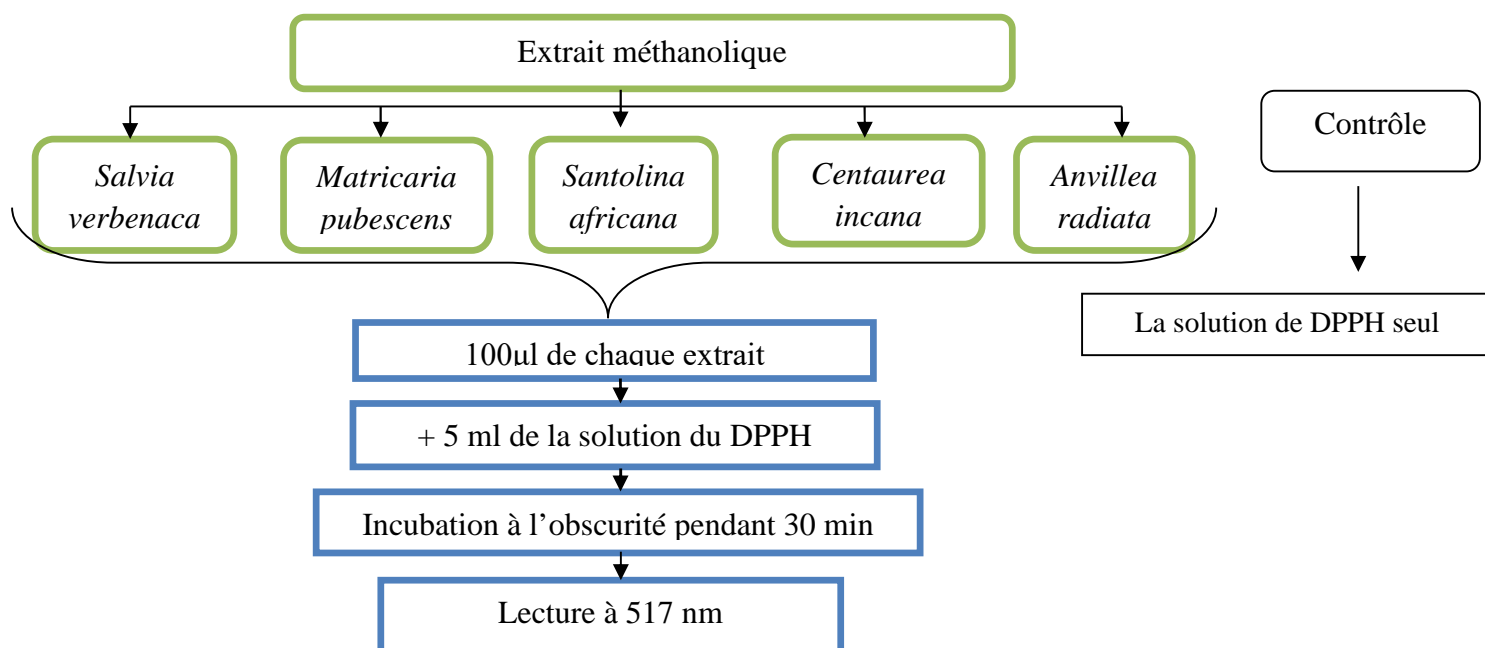 Extrait méthanolique
Contrôle
Salvia
verbenaca
Matricaria
pubescens
Santolina
africana
Centaurea
incana
Anvillea
radiata
La solution de DPPH seul
100µl de chaque extrait
+ 5 ml de la solution du DPPH
Incubation à l’obscurité pendant 30 min
Lecture à 517 nm